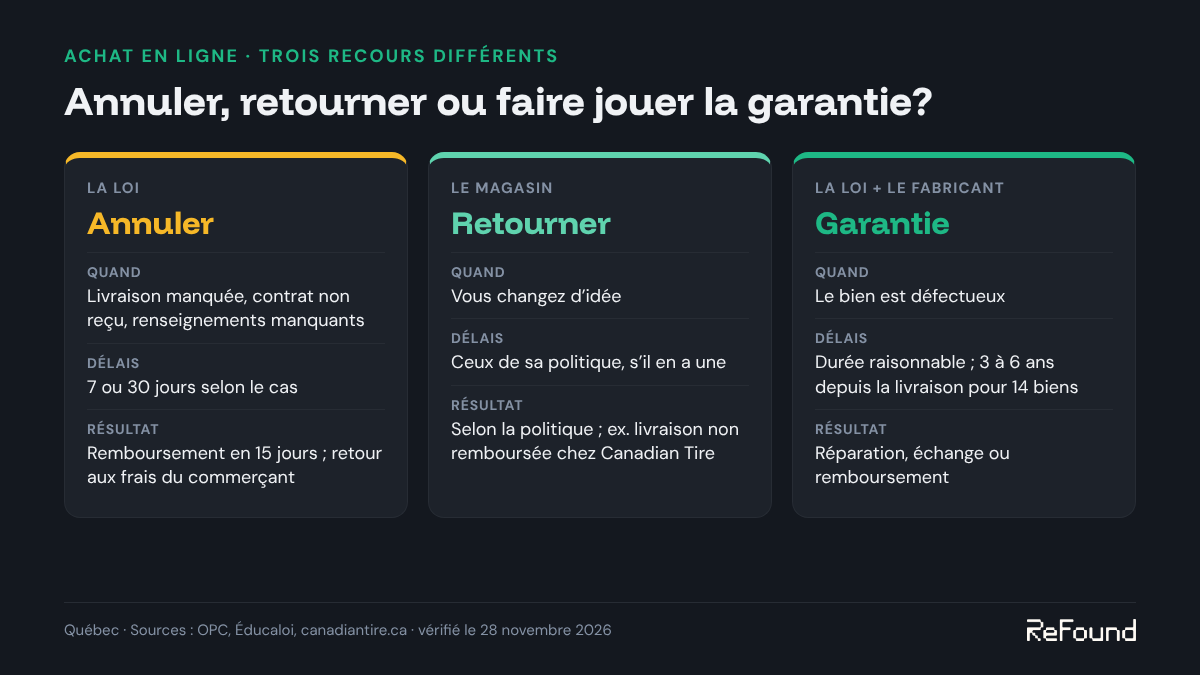 ACHAT EN LIGNE · TROIS RECOURS DIFFÉRENTS
Annuler, retourner ou faire jouer la garantie?
LA LOI
Annuler
QUAND
Livraison manquée, contrat non
reçu, renseignements manquants
DÉLAIS
7 ou 30 jours selon le cas
RÉSULTAT
Remboursement en 15 jours ; retour
aux frais du commerçant
LE MAGASIN
Retourner
QUAND
Vous changez d’idée
DÉLAIS
Ceux de sa politique, s’il en a une
RÉSULTAT
Selon la politique ; ex. livraison non
remboursée chez Canadian Tire
LA LOI + LE FABRICANT
Garantie
QUAND
Le bien est défectueux
DÉLAIS
Durée raisonnable ; 3 à 6 ans
depuis la livraison pour 14 biens
RÉSULTAT
Réparation, échange ou
remboursement
Québec · Sources : OPC, Éducaloi, canadiantire.ca · vérifié le 28 novembre 2026
ReFound